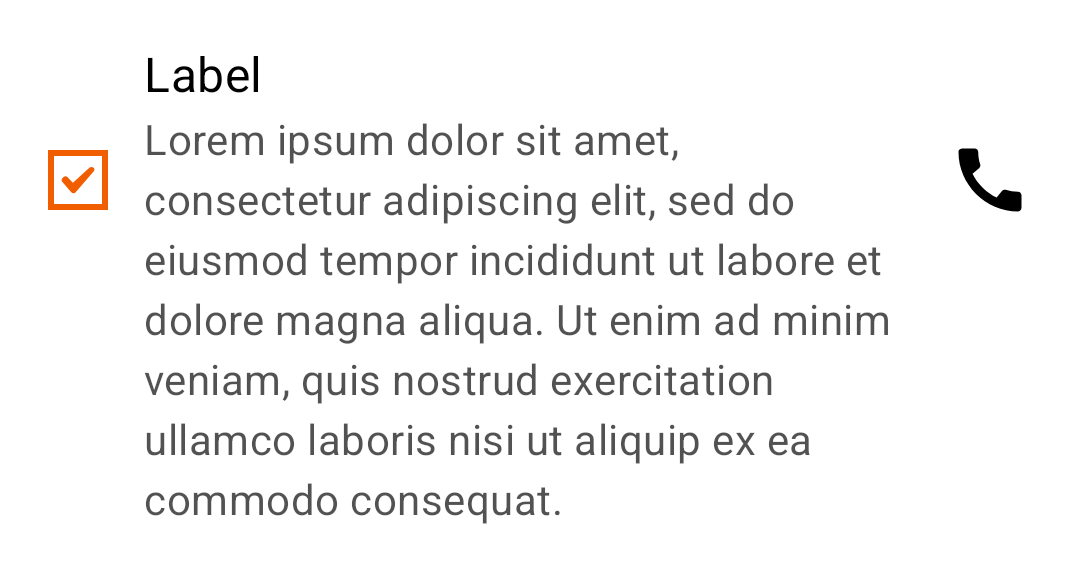 Label
Lorem ipsum dolor sit amet,
consectetur adipiscing elit, sed do
eiusmod tempor incididunt ut labore et
dolore magna aliqua. Ut enim ad minim
veniam, quis nostrud exercitation
ullamco laboris nisi ut aliquip ex ea
commodo consequat.